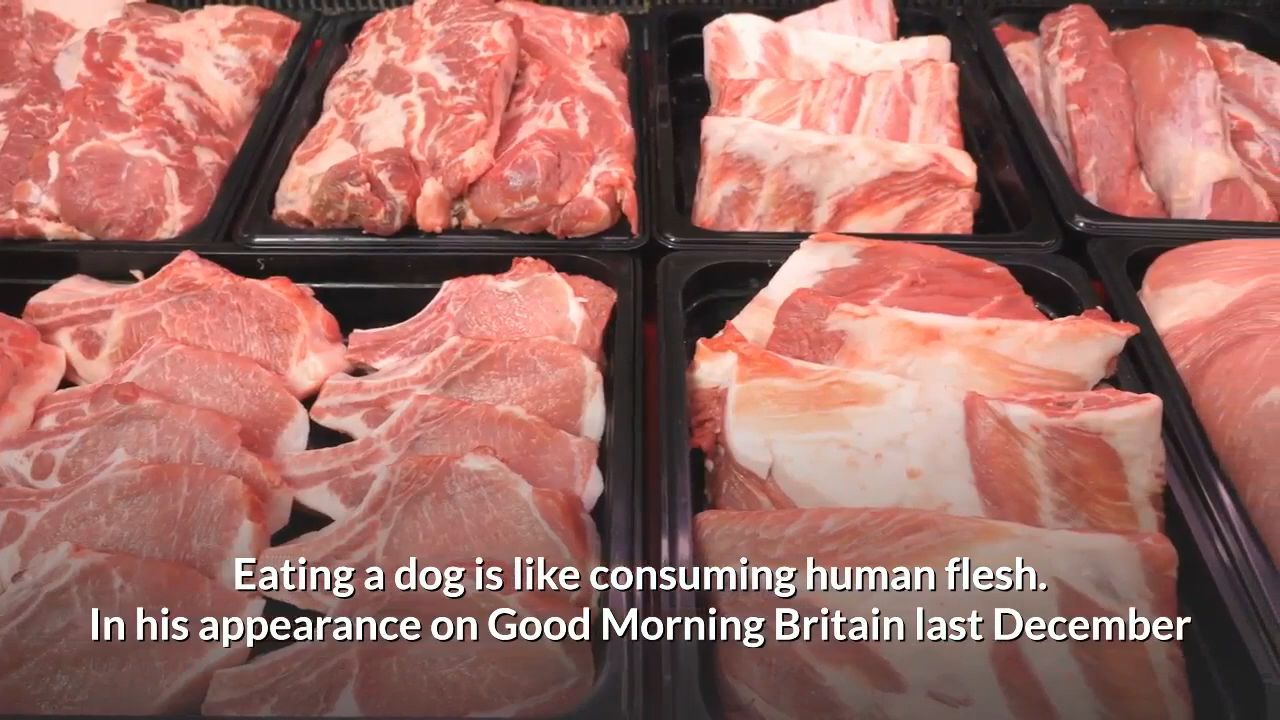 Eating a dog is like consuming human flesh.
In his appearance on Good Morning Britain last December